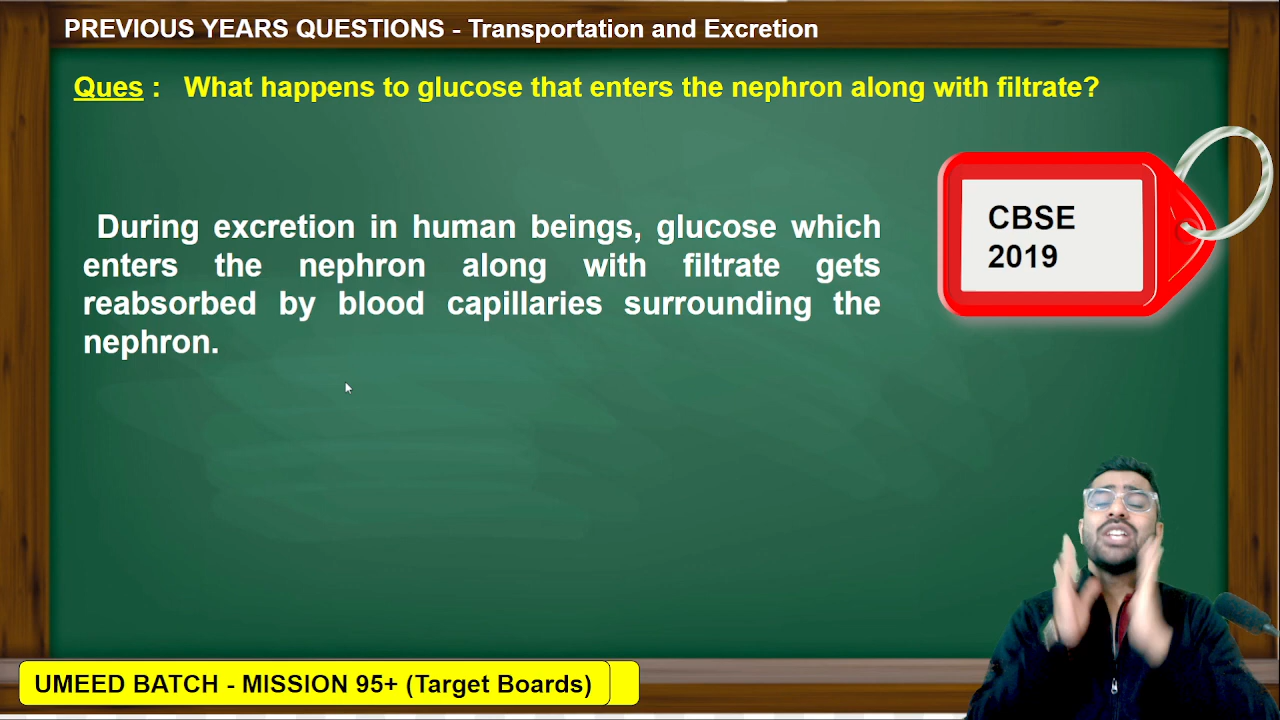 PREVIOUS YEARS QUESTIONS - Transportation and Excretion
Ques : What happens to glucose that enters the nephron along with filtrate?
CBSE
2019
During excretion in human beings, glucose which
enters the nephron along with filtrate gets
reabsorbed by blood capillaries surrounding the
nephron.
UMEED BATCH - MISSION 95+ (Target Boards)